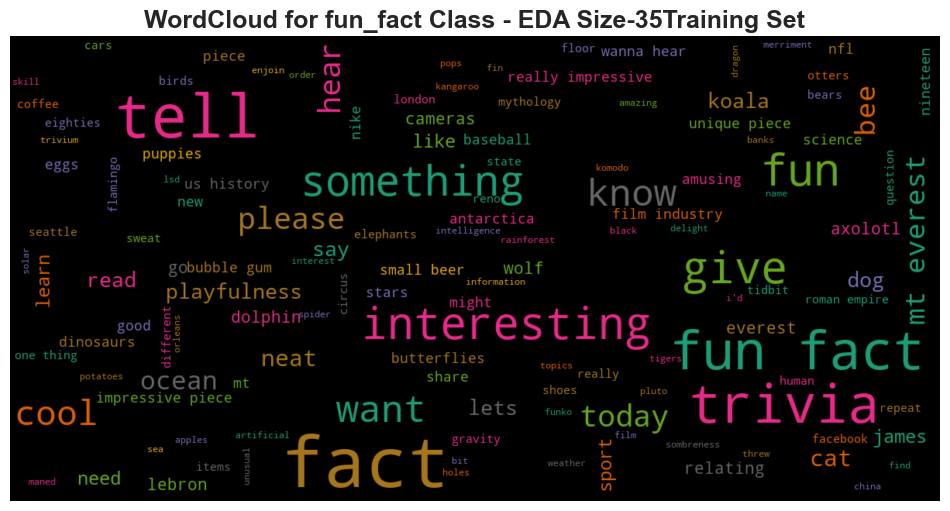 WordCloud for fun_fact Class - EDA Size-35Training Set
cars
piece
hear
floor
wanna hear
dragon
merriment
nfl
nineteen
skill
enjoin
order
birds
pops
kangaroo
fin
really impressive
otters
bears
bee
coffee
tell
nike
london
mythology
amazing
koala
eighties
trivium
cameras
like
baseball
unique piece
banks
science
puppies
eggs
flamingo
lsd
us history
new
something
state
reno
komodo
know
amusing
fun
name
question
mt everest
please
antarctica
intelligence
rainforest
film industry
black
delight
axolotl
seattle
sweat
solar
say
interest
elephants
learn
read
go
bubble gum
playfulness
circus
small beer
information
stars
wolf
give
i'd
tidbit
dog
roman empire
might
good
different
orleans
dolphin
spider
interesting
everest
one thing
dinosaurs
neat
butterflies
share
topics
really
tigers
fun fact
potatoes
impressive piece
ocean
mt
shoes
pluto
human
trivia
repeat
cool
want
lets
funko
today
apples
artificial
sea
unusual
gravity
film
sport
sombreness
facebook
james
fact
bit
holes
weather
threw
relating
cat
find
maned
need
lebron
items
china